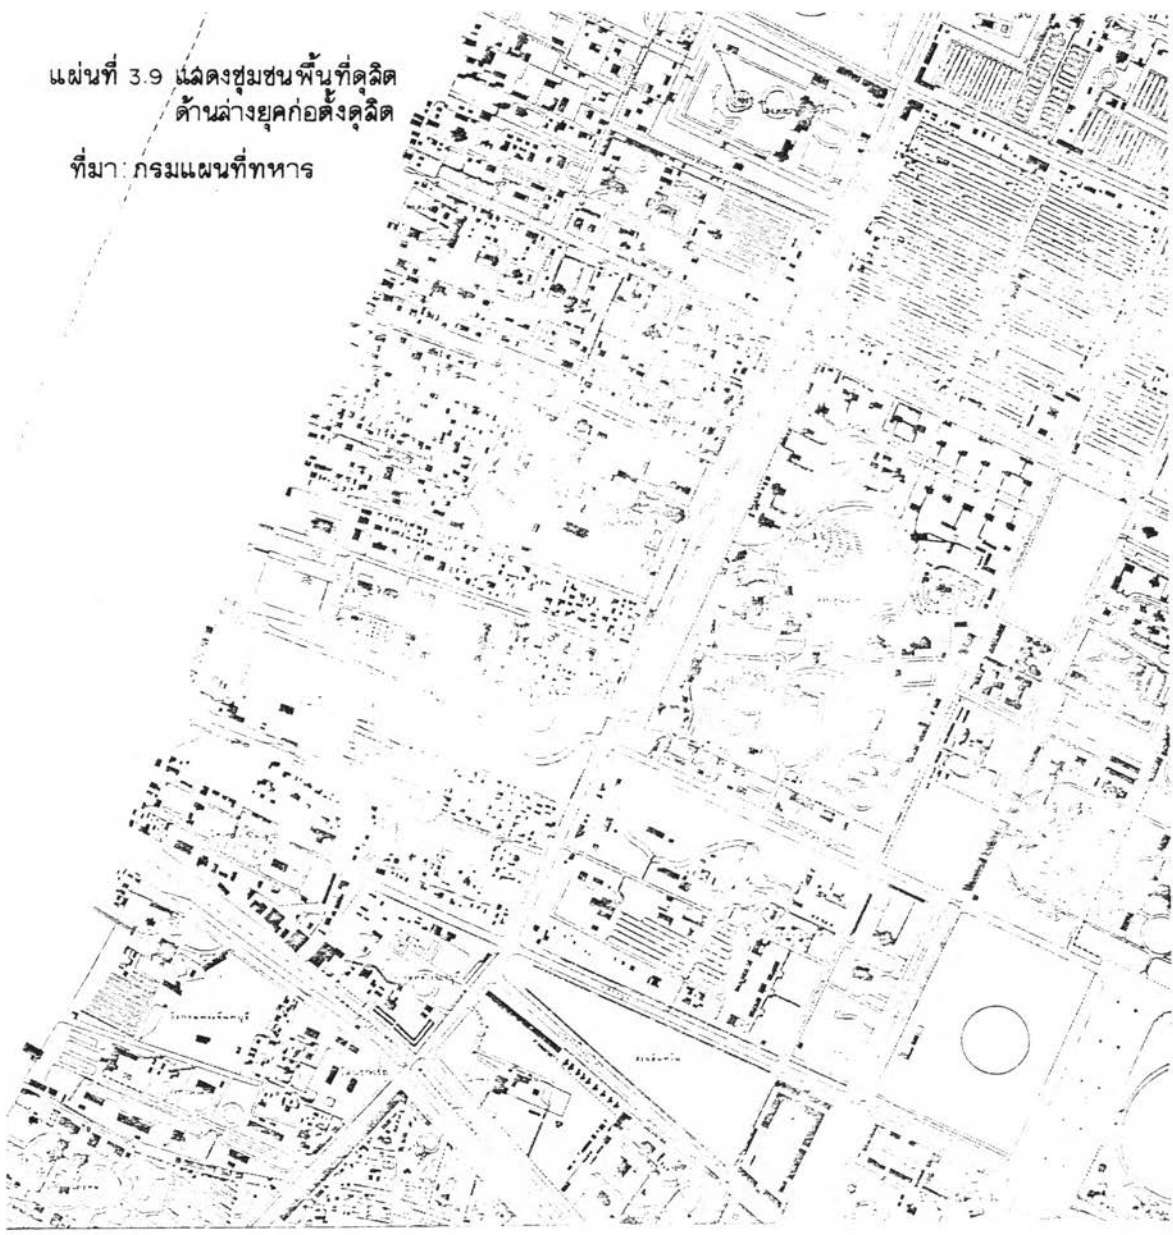 แผ่นที่ 3.9 แสดงชุมชนพื้นที่ดุสิต
ด้านล่างยุคก่อตั้งดุสิต
ที่มา: กรมแผนที่ทหาร